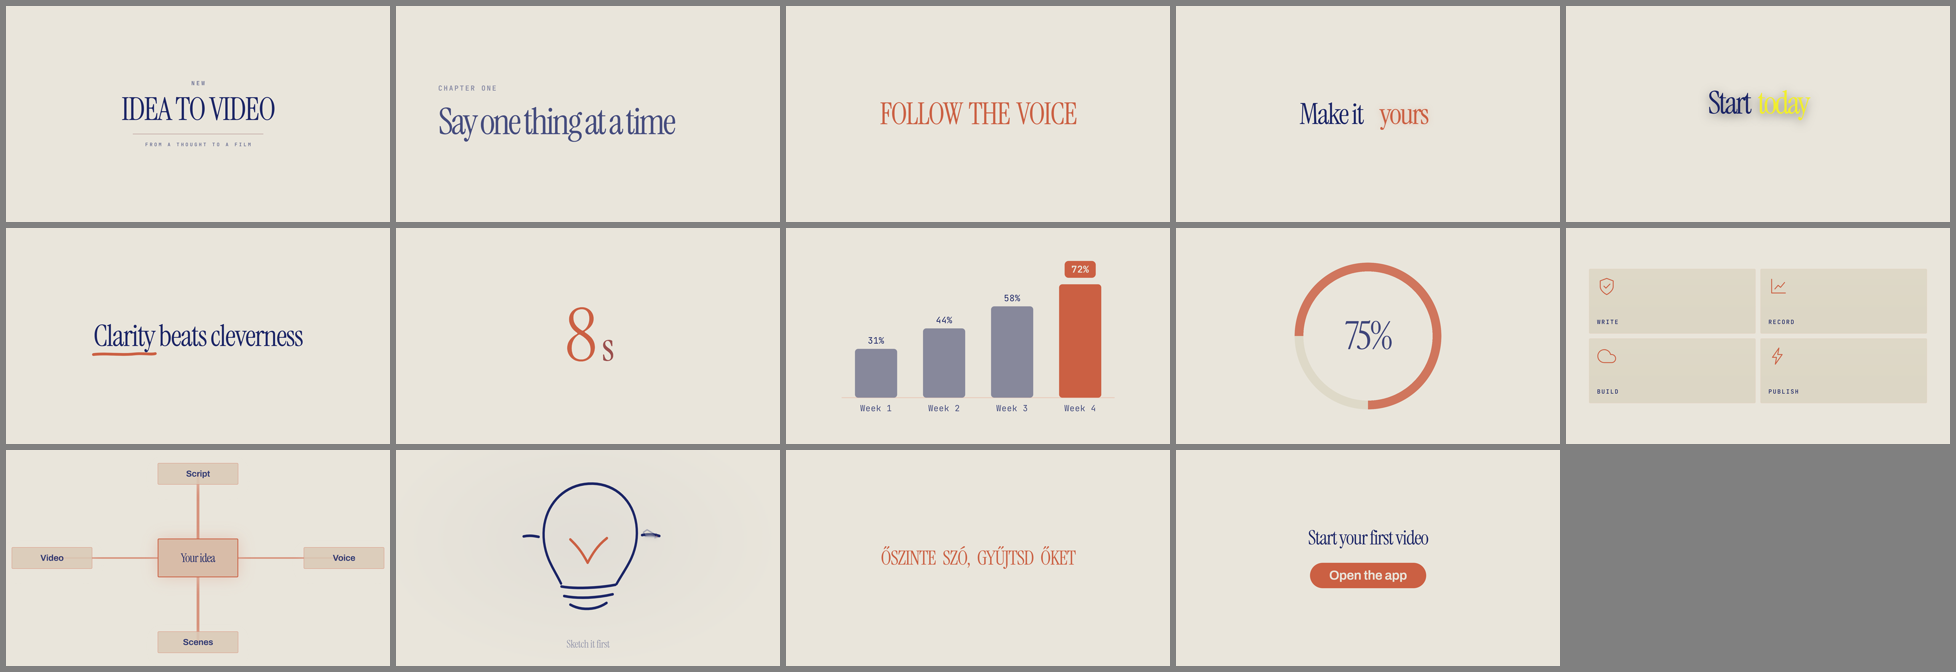 NEW
IDEA TO VIDEO
FROM A THOUGHT TO A FILM
CHAPTER ONE
Say one thing at a time
FOLLOW THE VOICE
Make it yours
Start today
Clarity beats cleverness
8 s
72%
58%
44%
31%
Week 1 Week 2 Week 3 Week 4
75%
WRITE
RECORD
BUILD
PUBLISH
Script
Video
Your idea
Voice
Scenes
Sketch it first
ŐSZINTE SZÓ, GYŰJTSD ŐKET
Start your first video
Open the app